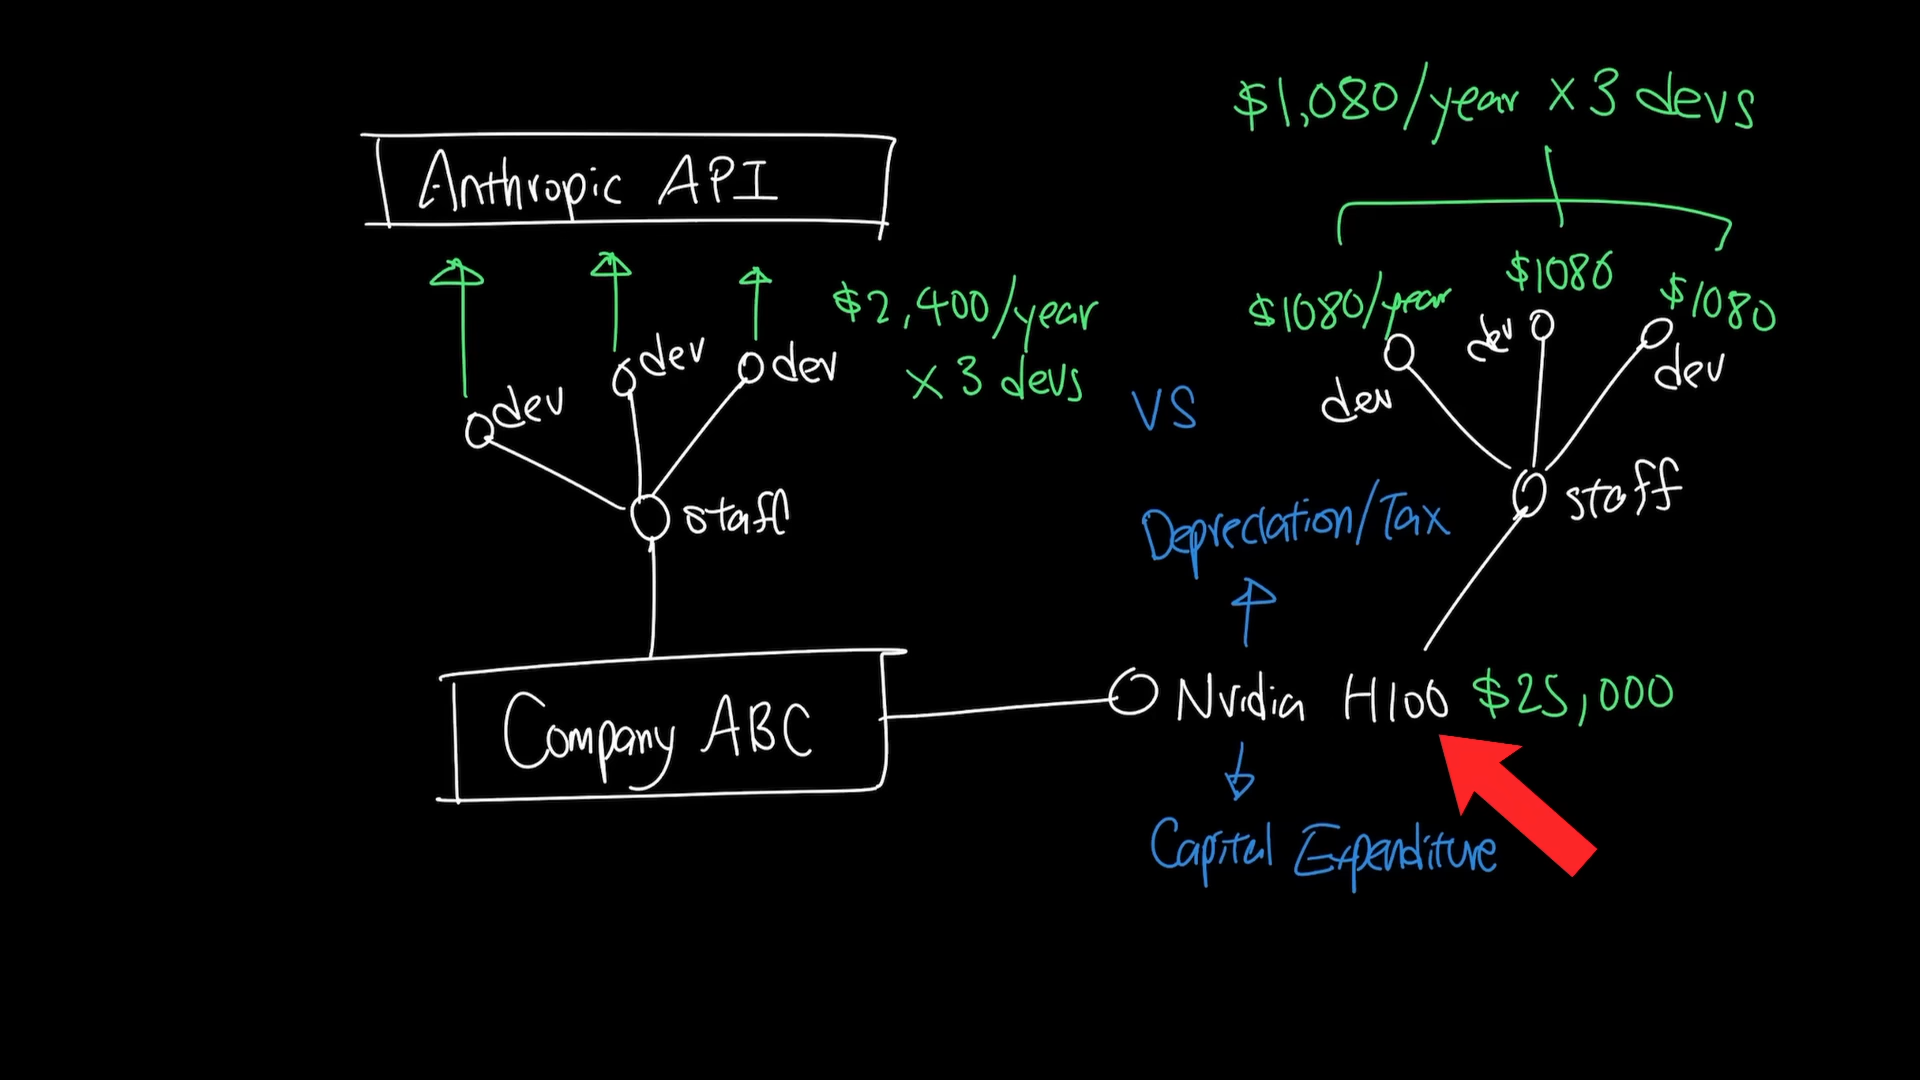 $1,080/year x 3 devs
Anthropic API
$2,400/year
x 3 devs
dev
dev
dev
staff
VS
$1080/year
$1080
$1080
dev
dev
dev
staff
Depreciation/Tax
Company ABC
Nvidia H100 $25,000
Capital Expenditure